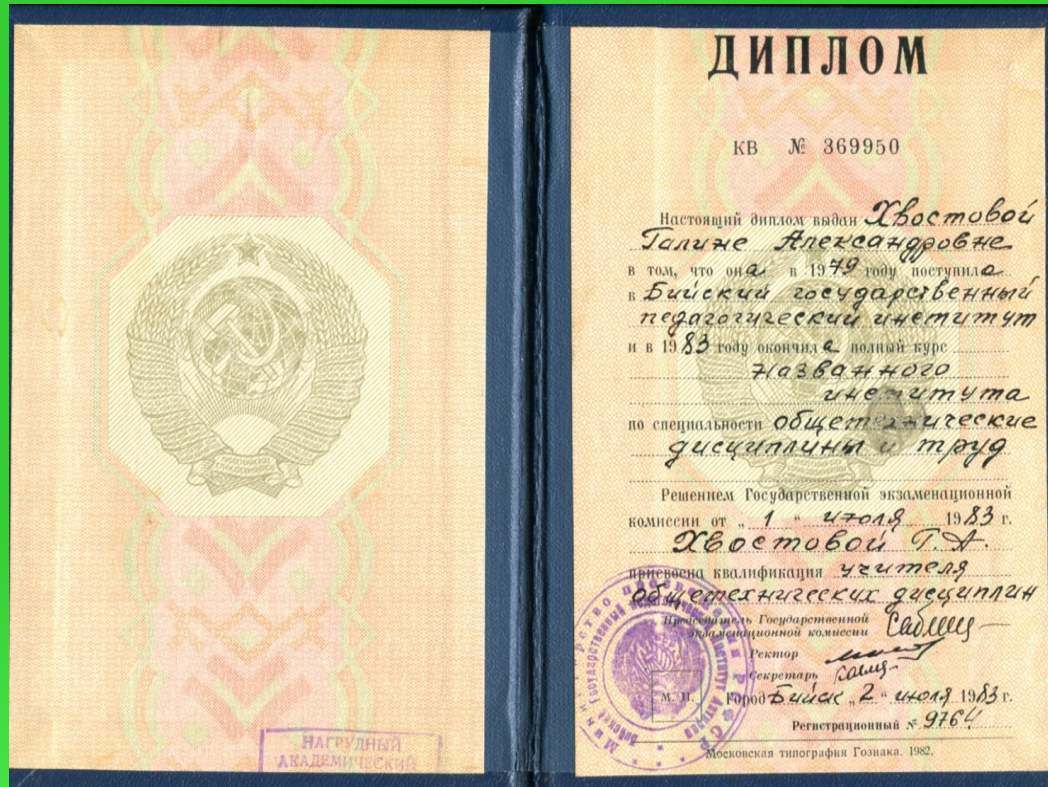 НАГРУДНЫЙ
АКАДЕМИЧЕСКИЙ
ДИПЛОМ
КВ № 369950
Настоящий диплом выдан Хвостовой
Галине Александровне
в том, что она в 1979 году поступила
в Бийский государственный
педагогический институт
и в 1983 году окончила полный курс
названного
института
по специальности общетехнические
дисциплины и труд
Решением Государственной экзаменационной
комиссии от „ 1 “ июля 1983 г.
Хвостовой Г. А.
присвоена квалификация учителя
общетехнических дисциплин
Председатель Государственной
экзаменационной комиссии
Ректор
Секретарь
М. П. Город Бийск „ 2 “ июля 1983 г.
Регистрационный № 9764
Московская типография Гознака. 1982.